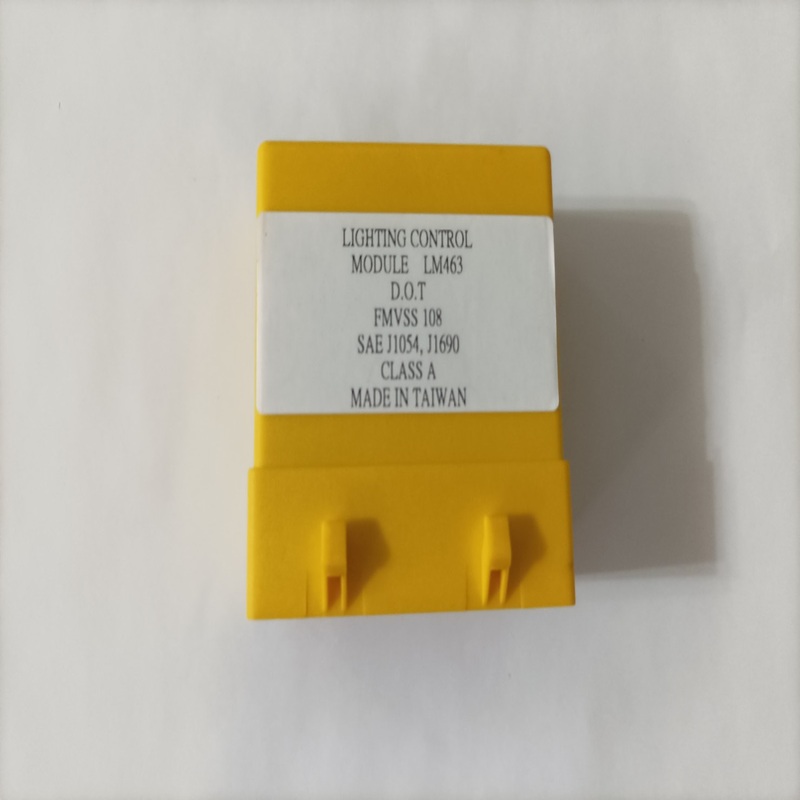 LIGHTING CONTROL
MODULE LM463
D.O.T
FMVSS 108
SAE J1054, J1690
CLASS A
MADE IN TAIWAN